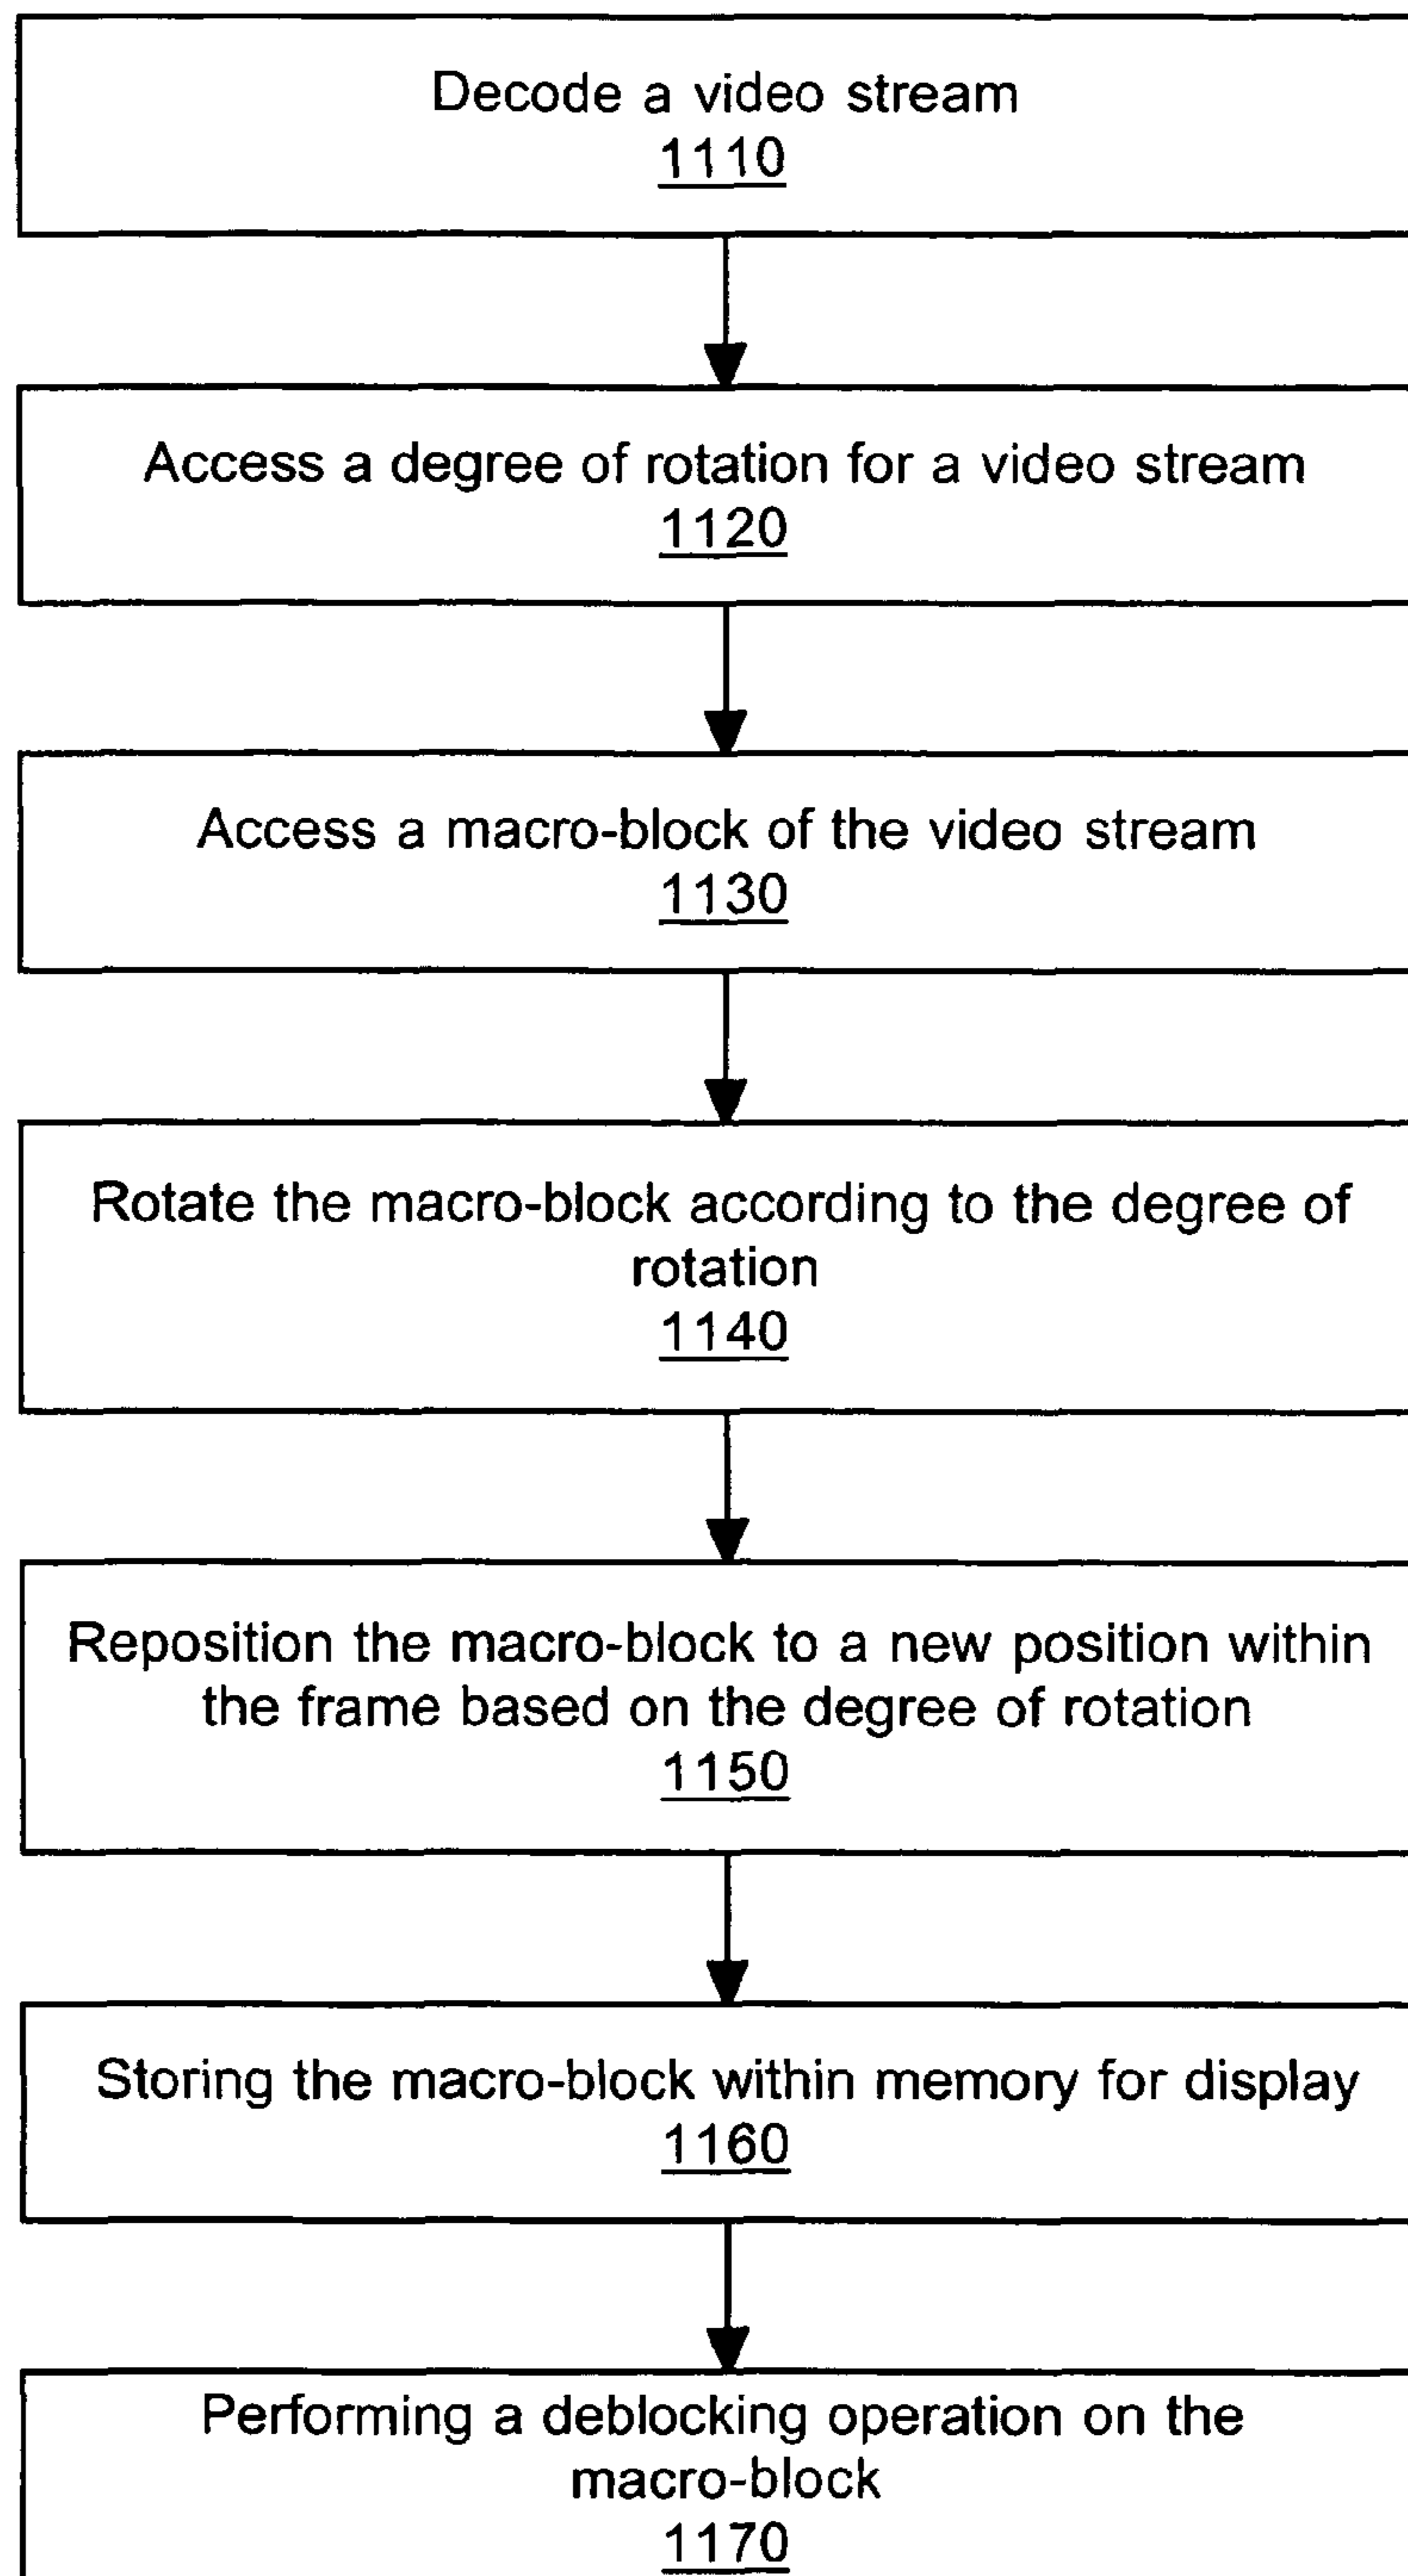 Decode a video stream
1110
Access a degree of rotation for a video stream
1120
Access a macro-block of the video stream
1130
Rotate the macro-block according to the degree of
rotation
1140
Reposition the macro-block to a new position within
the frame based on the degree of rotation
1150
Storing the macro-block within memory for display
1160
Performing a deblocking operation on the
macro-block
1170